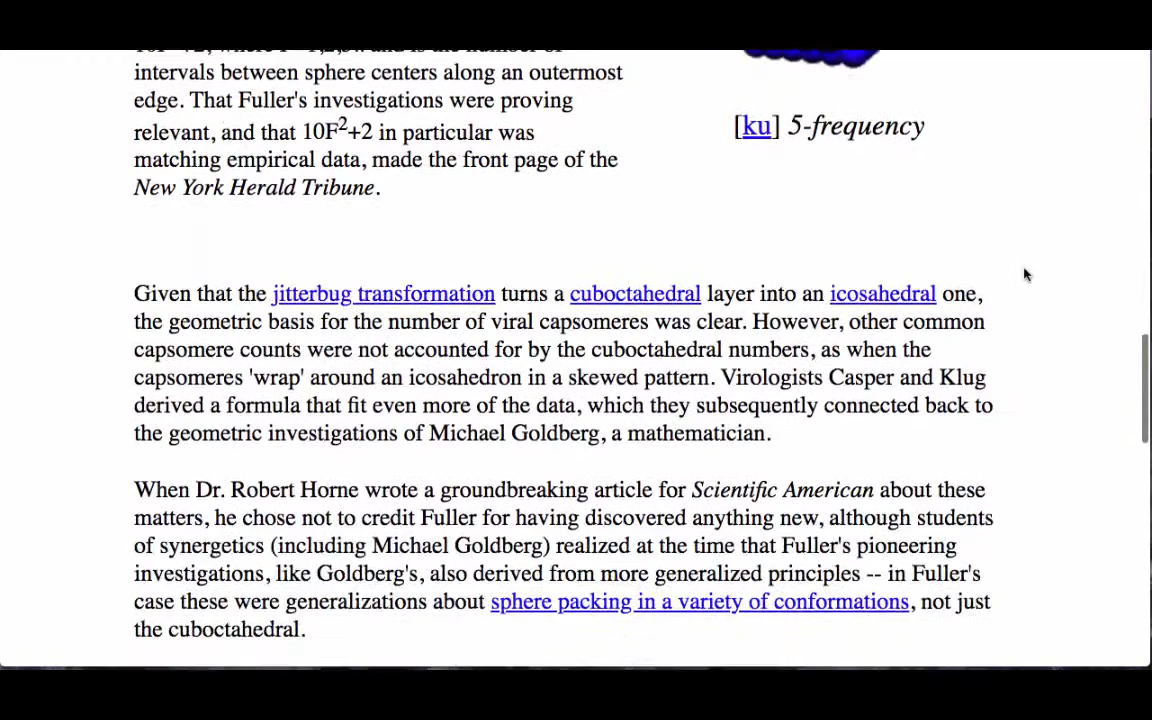 intervals between sphere centers along an outermost
edge. That Fuller's investigations were proving
relevant, and that 10F²+2 in particular was
matching empirical data, made the front page of the
New York Herald Tribune.
[ku] 5-frequency
Given that the jitterbug transformation turns a cuboctahedral layer into an icosahedral one,
the geometric basis for the number of viral capsomeres was clear. However, other common
capsomere counts were not accounted for by the cuboctahedral numbers, as when the
capsomeres 'wrap' around an icosahedron in a skewed pattern. Virologists Casper and Klug
derived a formula that fit even more of the data, which they subsequently connected back to
the geometric investigations of Michael Goldberg, a mathematician.
When Dr. Robert Horne wrote a groundbreaking article for Scientific American about these
matters, he chose not to credit Fuller for having discovered anything new, although students
of synergetics (including Michael Goldberg) realized at the time that Fuller's pioneering
investigations, like Goldberg's, also derived from more generalized principles -- in Fuller's
case these were generalizations about sphere packing in a variety of conformations, not just
the cuboctahedral.